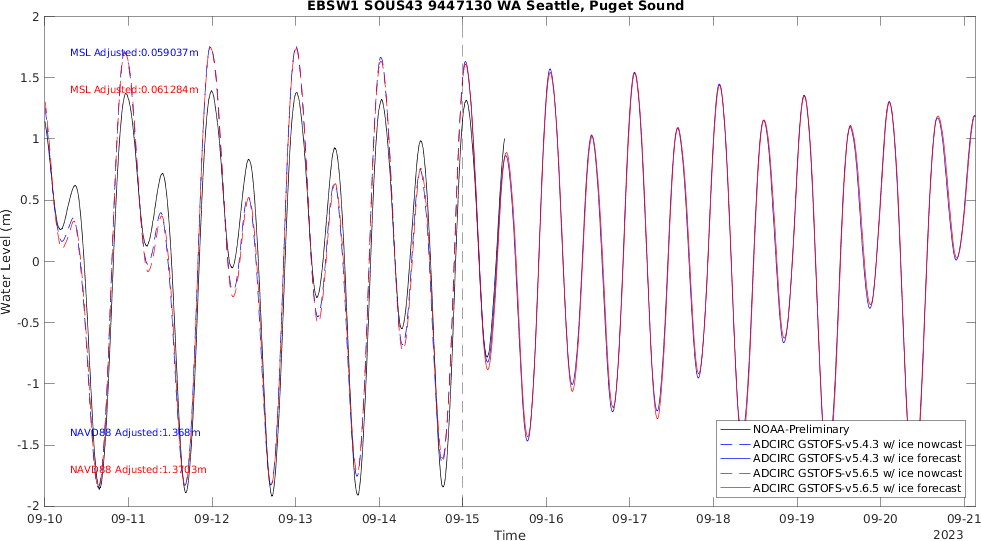 EBSW1 SOUS43 9447130 WA Seattle, Puget Sound
2
1.5
1
0.5
0
-0.5
-1
-1.5
-2
Water Level (m)
MSL Adjusted:0.059037m
MSL Adjusted:0.061284m
NAVD88 Adjusted:1.368m
NAVD88 Adjusted:1.3703m
NOAA-Preliminary
ADCIRC GSTOFS-v5.4.3 w/ ice nowcast
ADCIRC GSTOFS-v5.4.3 w/ ice forecast
ADCIRC GSTOFS-v5.6.5 w/ ice nowcast
ADCIRC GSTOFS-v5.6.5 w/ ice forecast
09-10 09-11 09-12 09-13 09-14 09-15 09-16 09-17 09-18 09-19 09-20 09-21
2023
Time